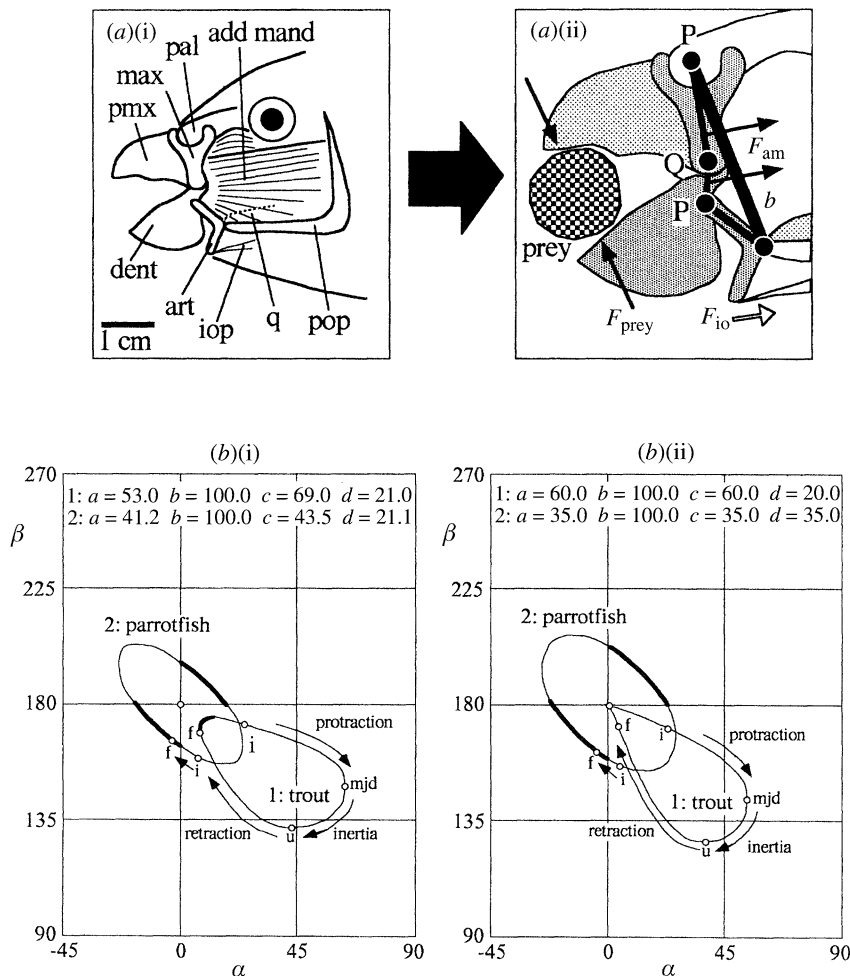 (a)(i)
pal
add mand
max
pmx
dent
art
iop
q
pop
1 cm
(a)(ii)
P
F_am
Q
b
P
prey
F_prey
F_io
(b)(i)
270
225
180
135
90
β
1: a = 53.0 b = 100.0 c = 69.0 d = 21.0
2: a = 41.2 b = 100.0 c = 43.5 d = 21.1
2: parrotfish
f
i
f
i
protraction
mjd
1: trout
retraction
u
inertia
-45
0
45
90
α
(b)(ii)
270
225
180
135
90
β
1: a = 60.0 b = 100.0 c = 60.0 d = 20.0
2: a = 35.0 b = 100.0 c = 35.0 d = 35.0
2: parrotfish
f
i
f
i
protraction
mjd
1: trout
retraction
u
inertia
-45
0
45
90
α